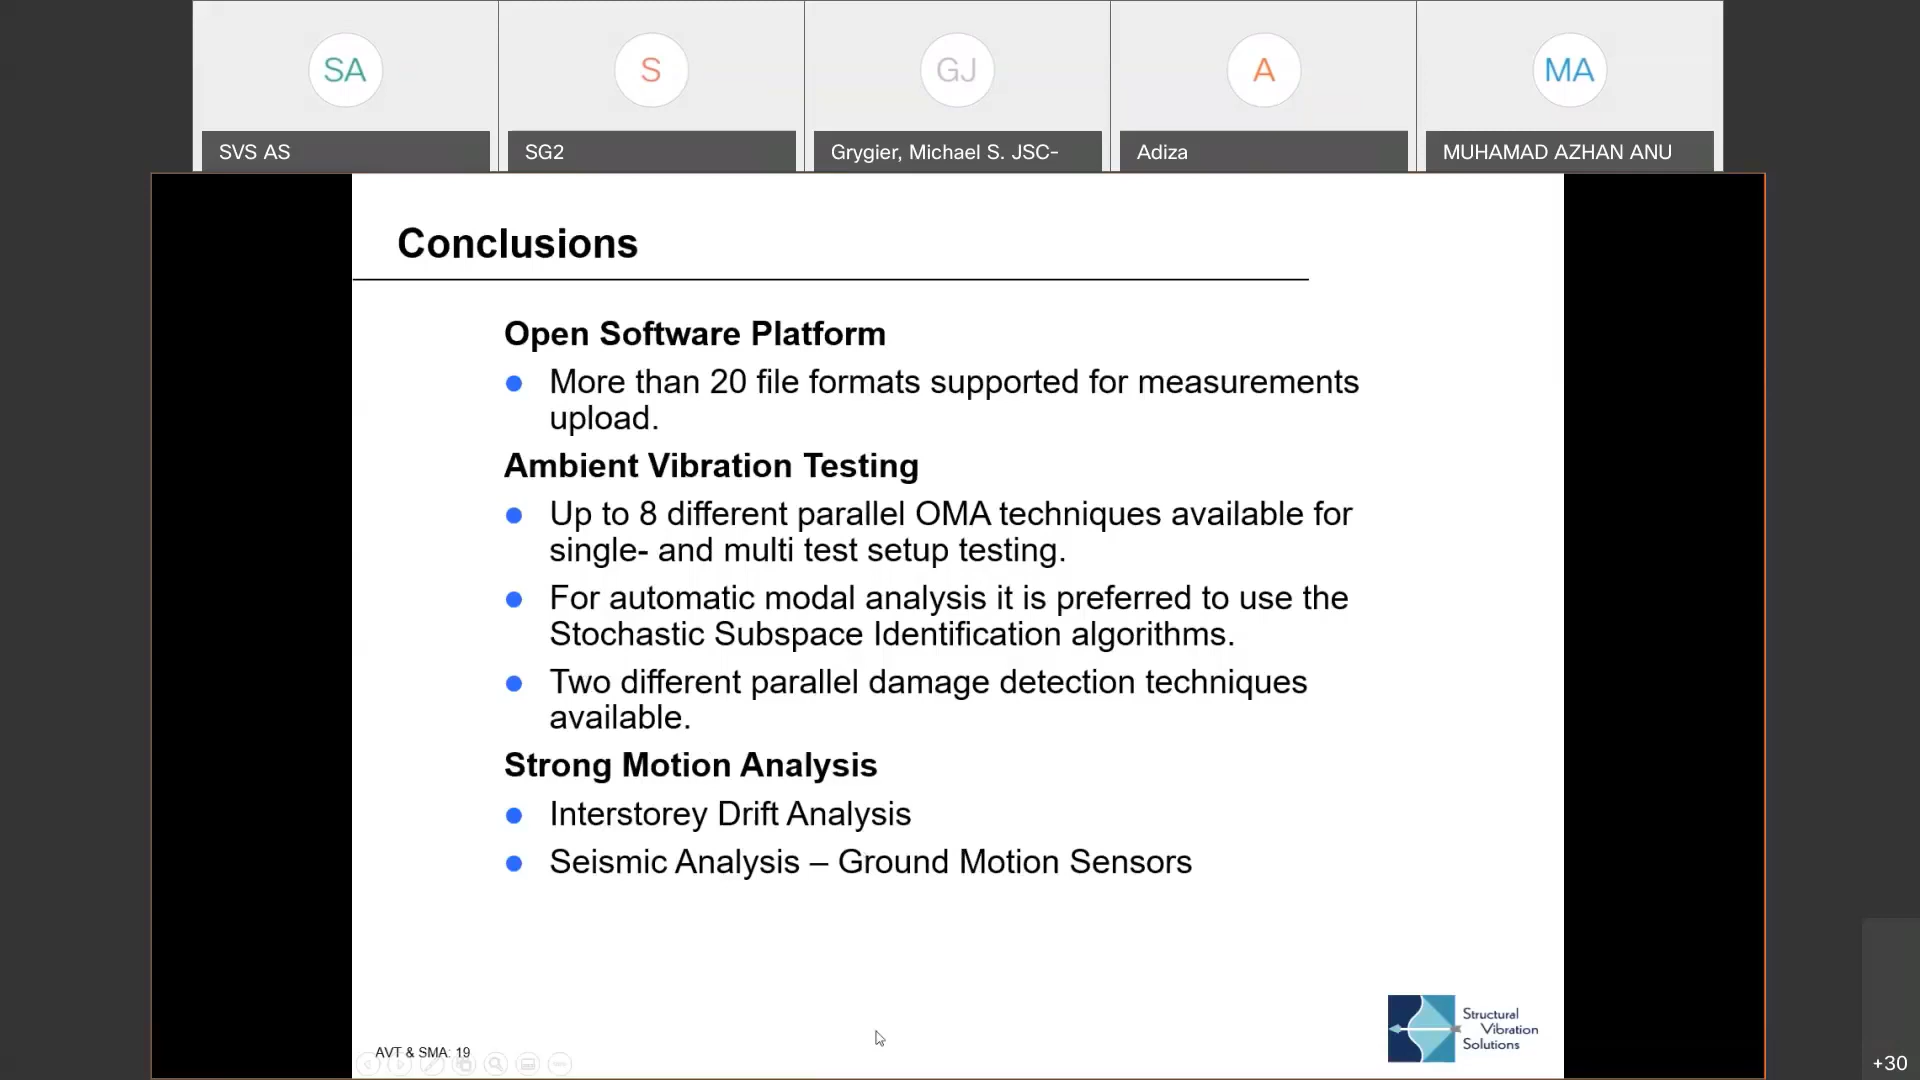 SA
S
GJ
A
MA
SVS AS
SG2
Grygier, Michael S. JSC-
Adiza
MUHAMAD AZHAN ANU
Conclusions
Open Software Platform
More than 20 file formats supported for measurements
upload.
Ambient Vibration Testing
Up to 8 different parallel OMA techniques available for
single- and multi test setup testing.
For automatic modal analysis it is preferred to use the
Stochastic Subspace Identification algorithms.
Two different parallel damage detection techniques
available.
Strong Motion Analysis
Interstorey Drift Analysis
Seismic Analysis – Ground Motion Sensors
Structural
Vibration
Solutions
AVT & SMA: 19
+30